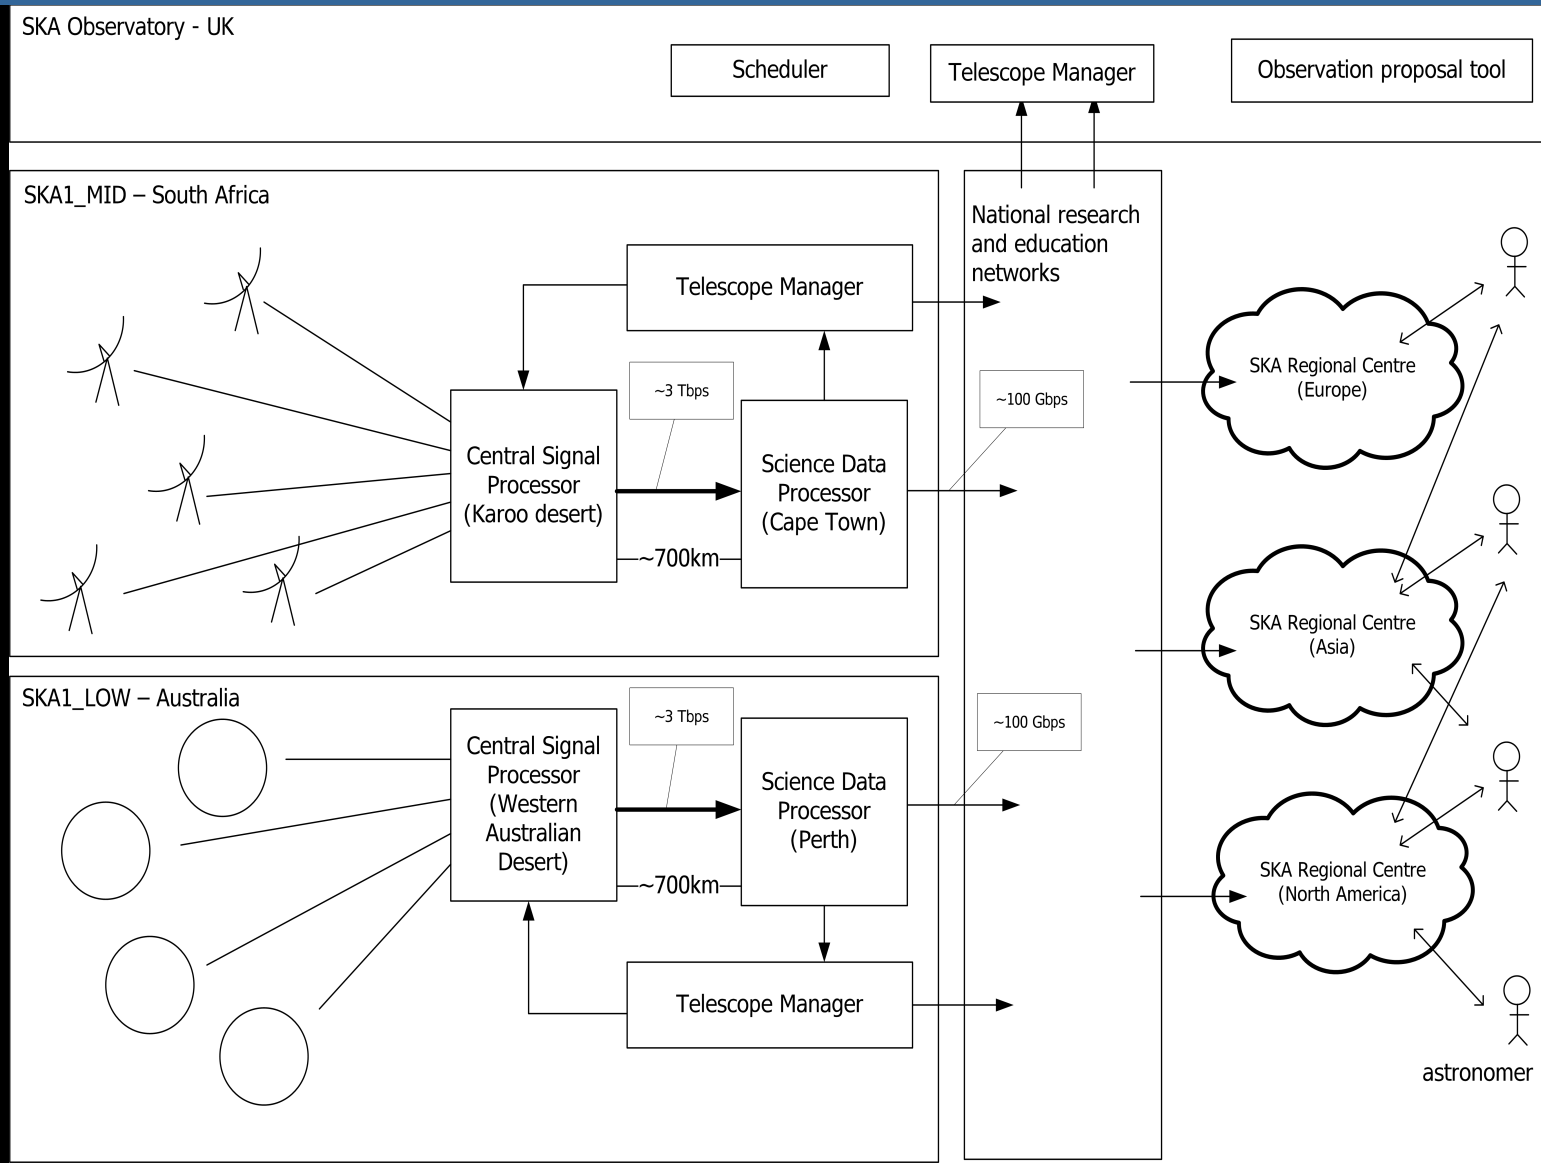 SKA Observatory - UK
Scheduler
Telescope Manager
Observation proposal tool
SKA1_MID – South Africa
National research
and education
networks
Telescope Manager
~3 Tbps
~100 Gbps
Central Signal
Processor
(Karoo desert)
Science Data
Processor
(Cape Town)
~700km
SKA Regional Centre
(Europe)
SKA Regional Centre
(Asia)
SKA1_LOW – Australia
~3 Tbps
~100 Gbps
Central Signal
Processor
(Western
Australian
Desert)
Science Data
Processor
(Perth)
~700km
Telescope Manager
SKA Regional Centre
(North America)
astronomer